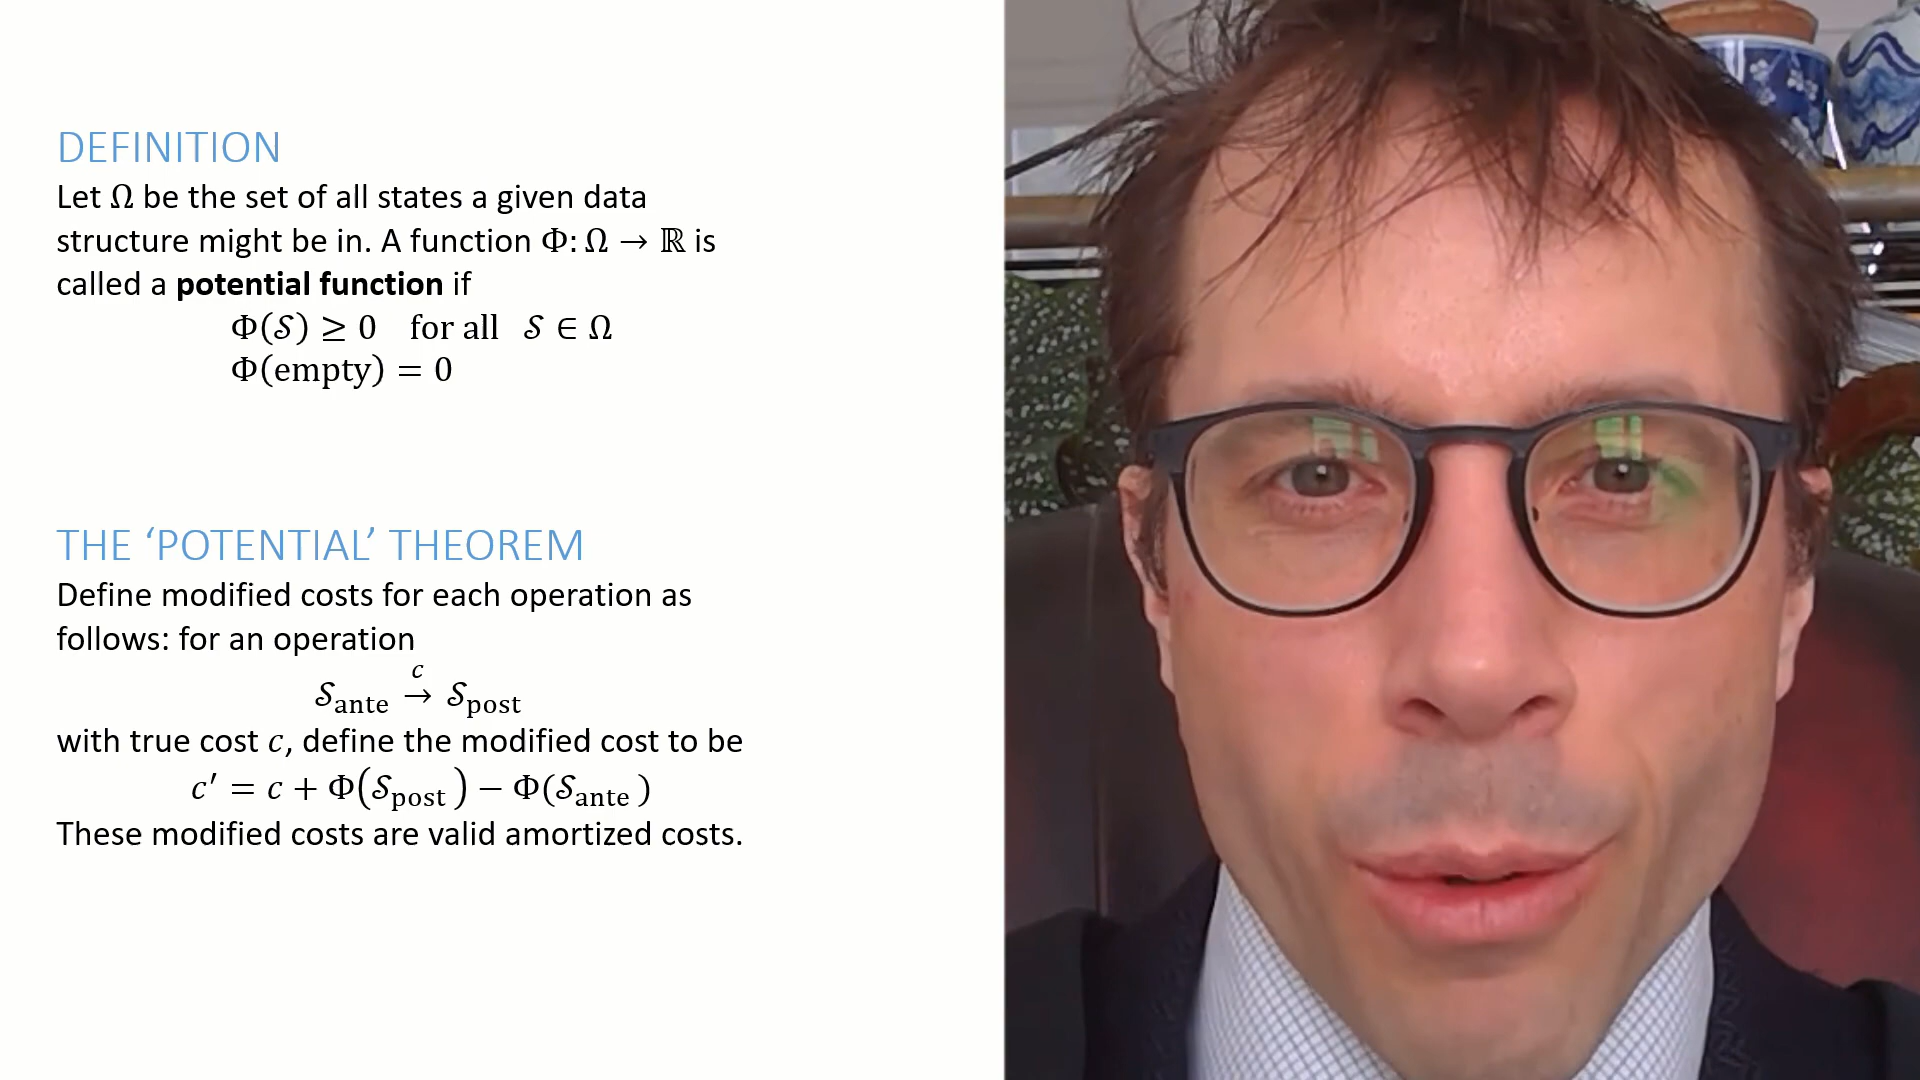 DEFINITION
Let Ω be the set of all states a given data
structure might be in. A function Φ: Ω → ℝ is
called a potential function if
Φ(𝒮) ≥ 0 for all 𝒮 ∈ Ω
Φ(empty) = 0
THE ‘POTENTIAL’ THEOREM
Define modified costs for each operation as
follows: for an operation
𝒮ante →^c 𝒮post
with true cost c, define the modified cost to be
c′ = c + Φ(𝒮post) − Φ(𝒮ante)
These modified costs are valid amortized costs.